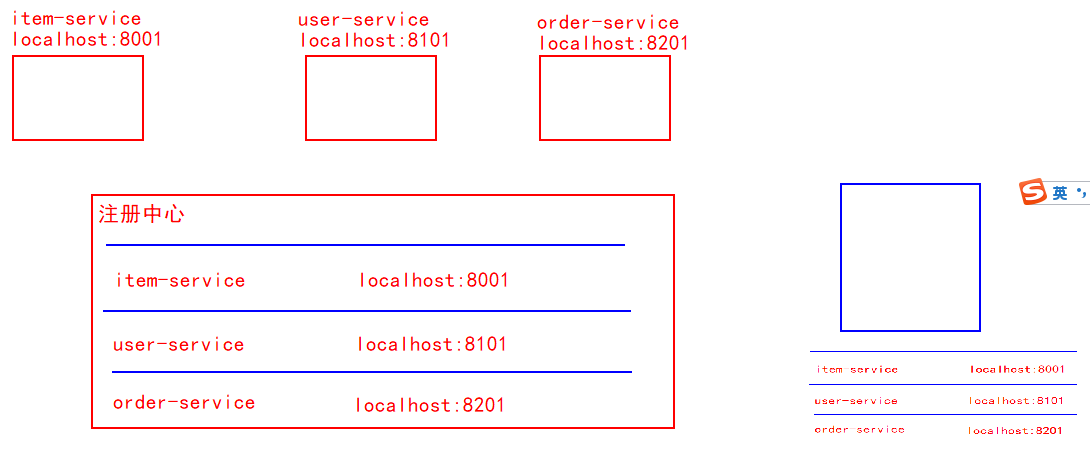 item-service
localhost:8001
user-service
localhost:8101
order-service
localhost:8201
注册中心
item-service localhost:8001
user-service localhost:8101
order-service localhost:8201
S 英
item-service localhost:8001
user-service localhost:8101
order-service localhost:8201